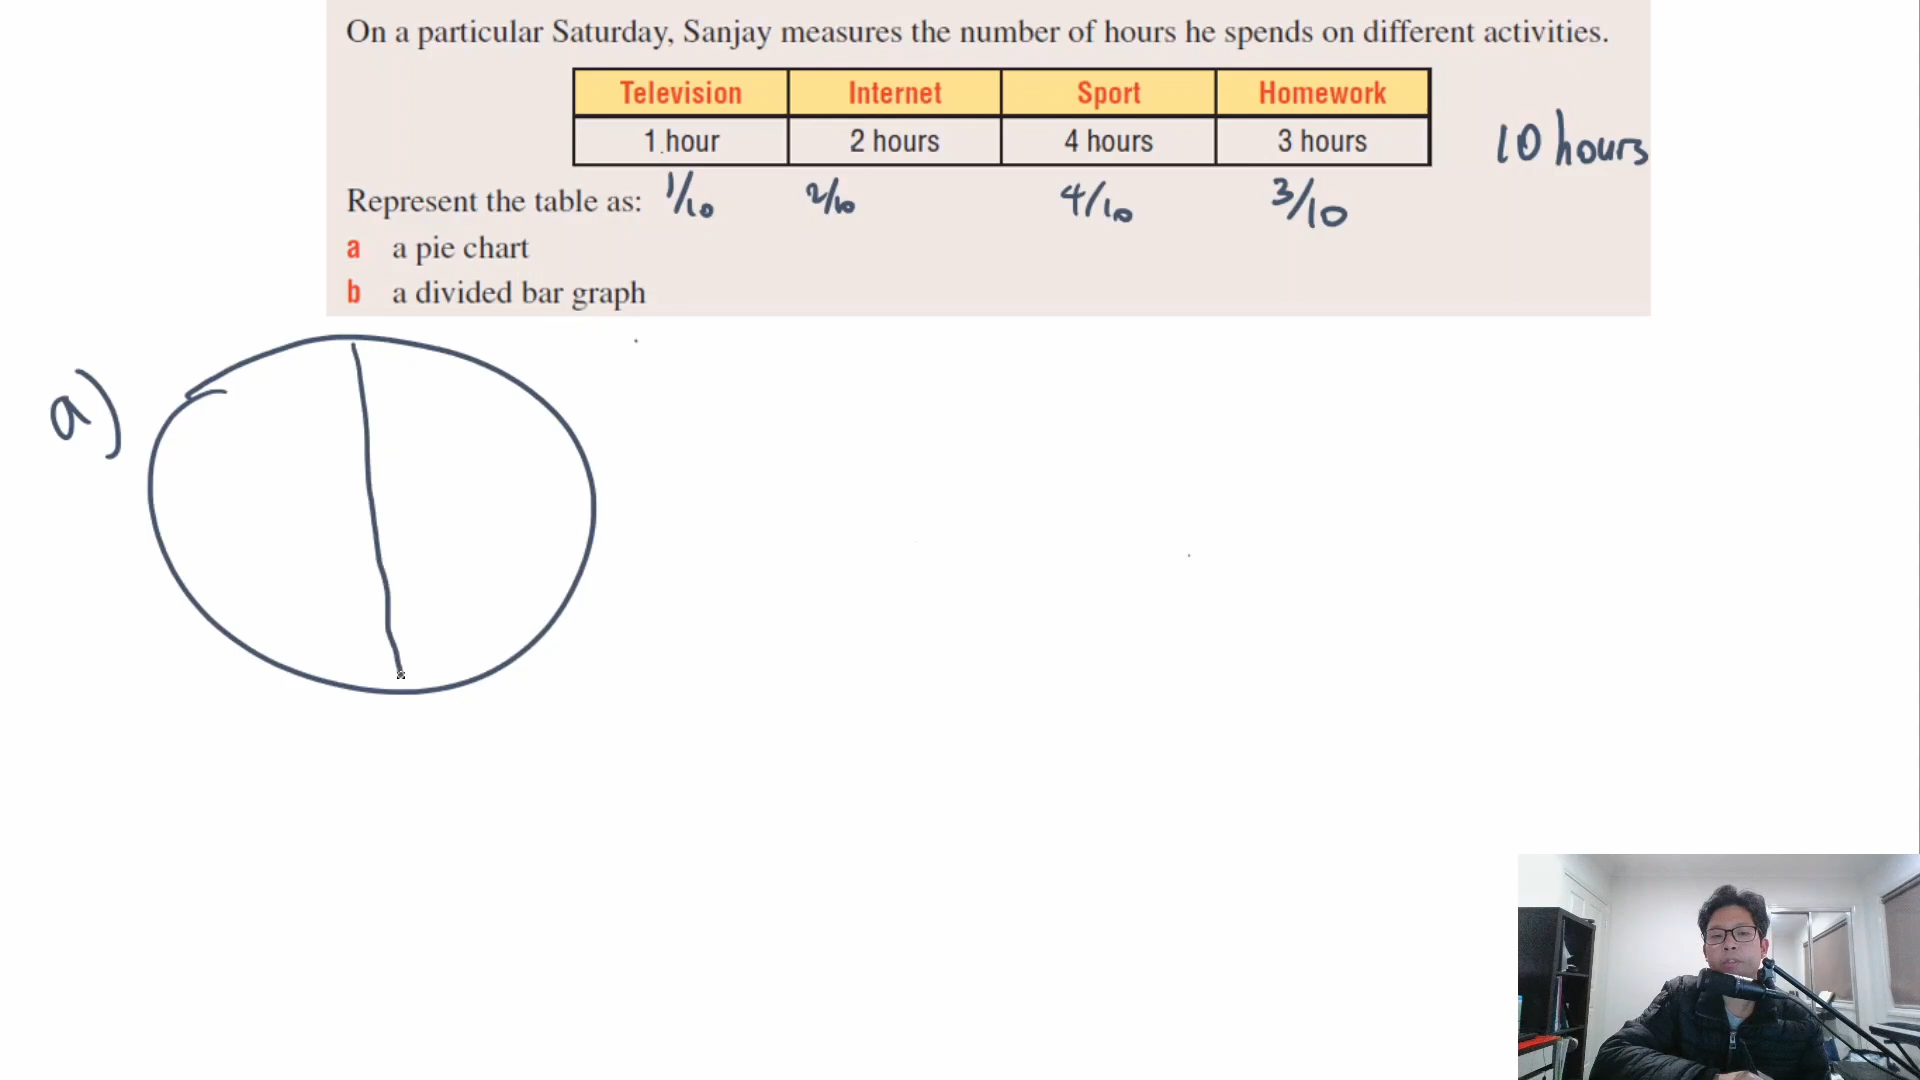 On a particular Saturday, Sanjay measures the number of hours he spends on different activities.
Television Internet Sport Homework
1 hour 2 hours 4 hours 3 hours
10 hours
Represent the table as: 1/10 2/10 4/10 3/10
a a pie chart
b a divided bar graph
a)